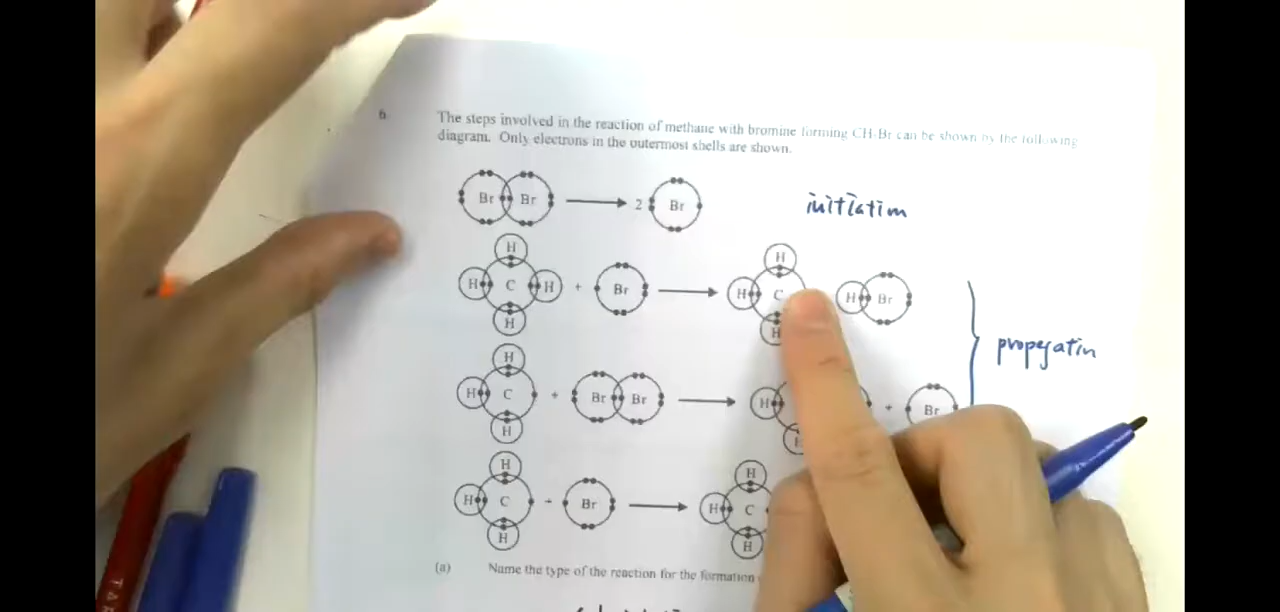 6.
The steps involved in the reaction of methane with bromine forming CH₃Br can be shown by the following
diagram. Only electrons in the outermost shells are shown.
Br Br 2 Br
initiatim
H
H C H + Br H C H Br
H H
propegatin
H
H C + Br Br H + Br
H H
H H
H C + Br H C
H H
(a) Name the type of the reaction for the formation